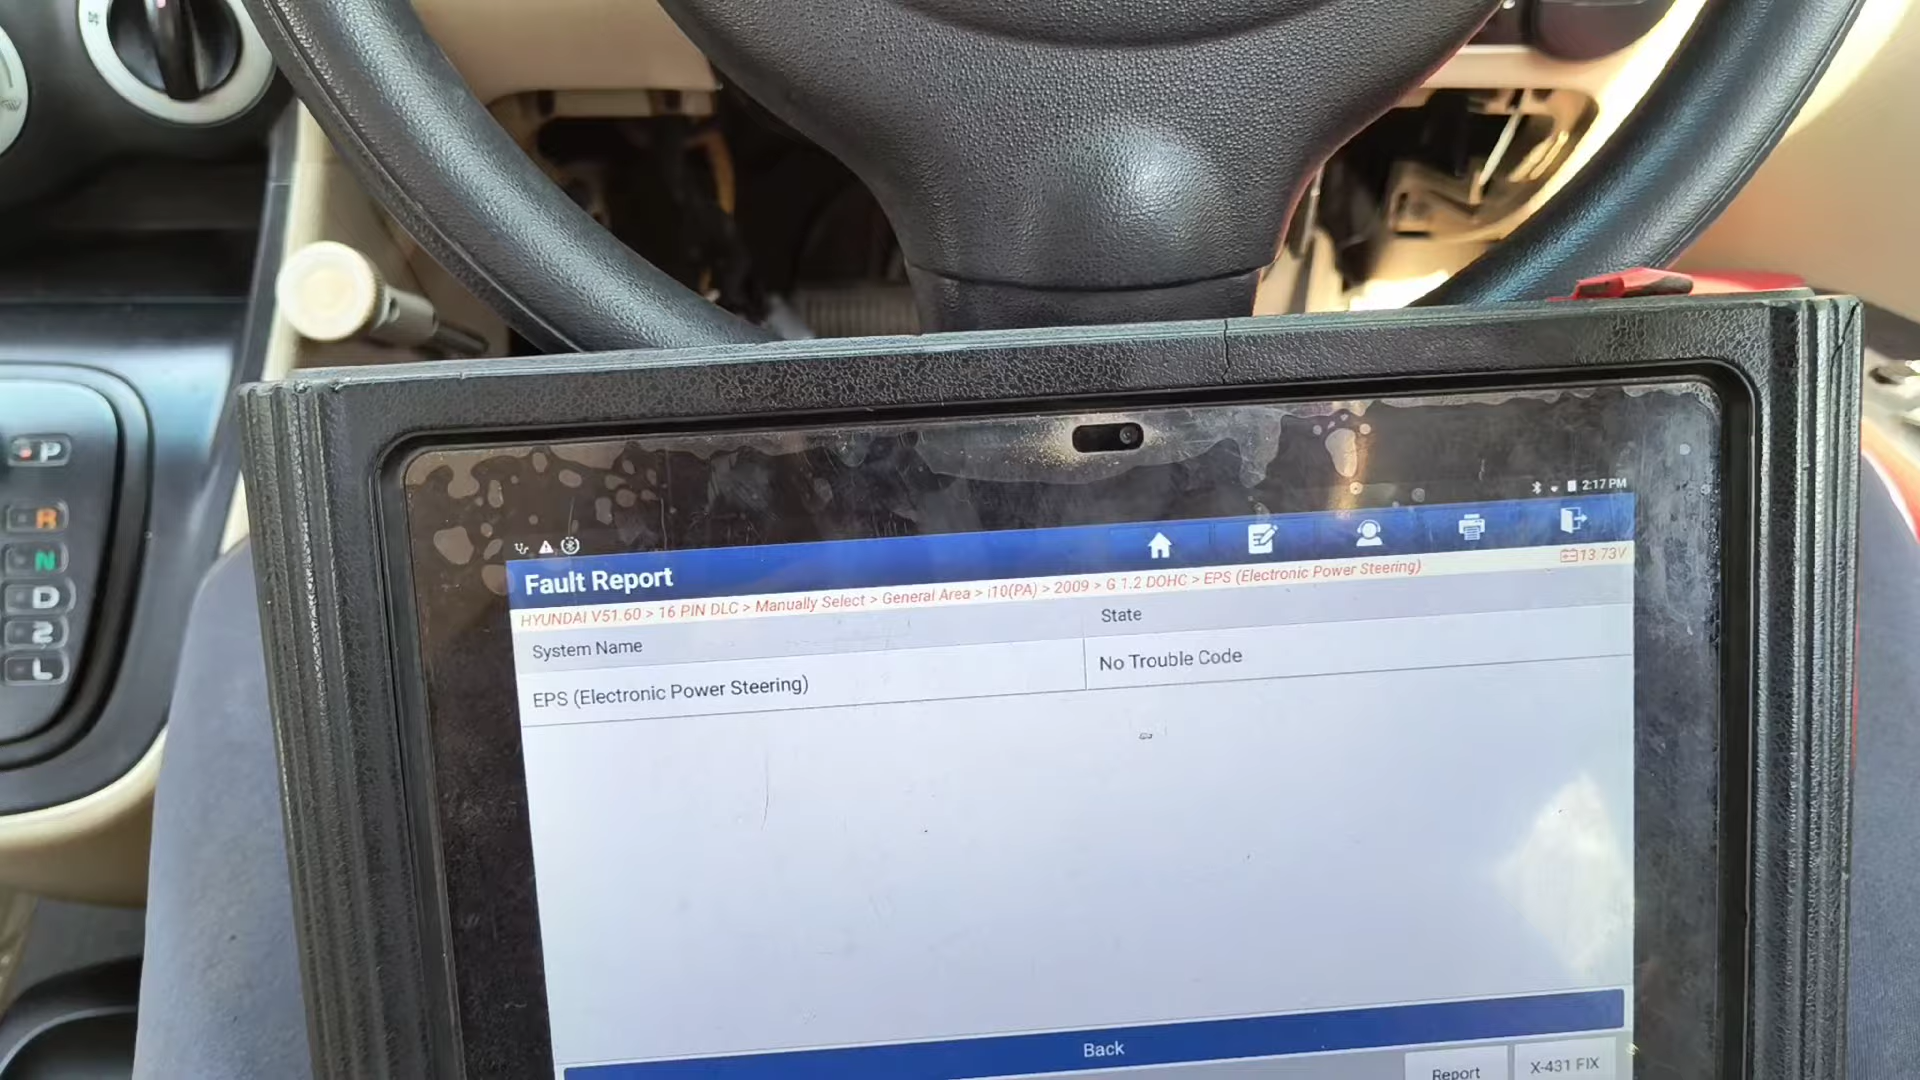 2:17 PM
Fault Report
13.73V
HYUNDAI V51.60 > 16 PIN DLC > Manually Select > General Area > i10(PA) > 2009 > G 1.2 DOHC > EPS (Electronic Power Steering)
System Name
State
EPS (Electronic Power Steering)
No Trouble Code
Back
Report
X-431 FIX
P
R
N
D
2
L